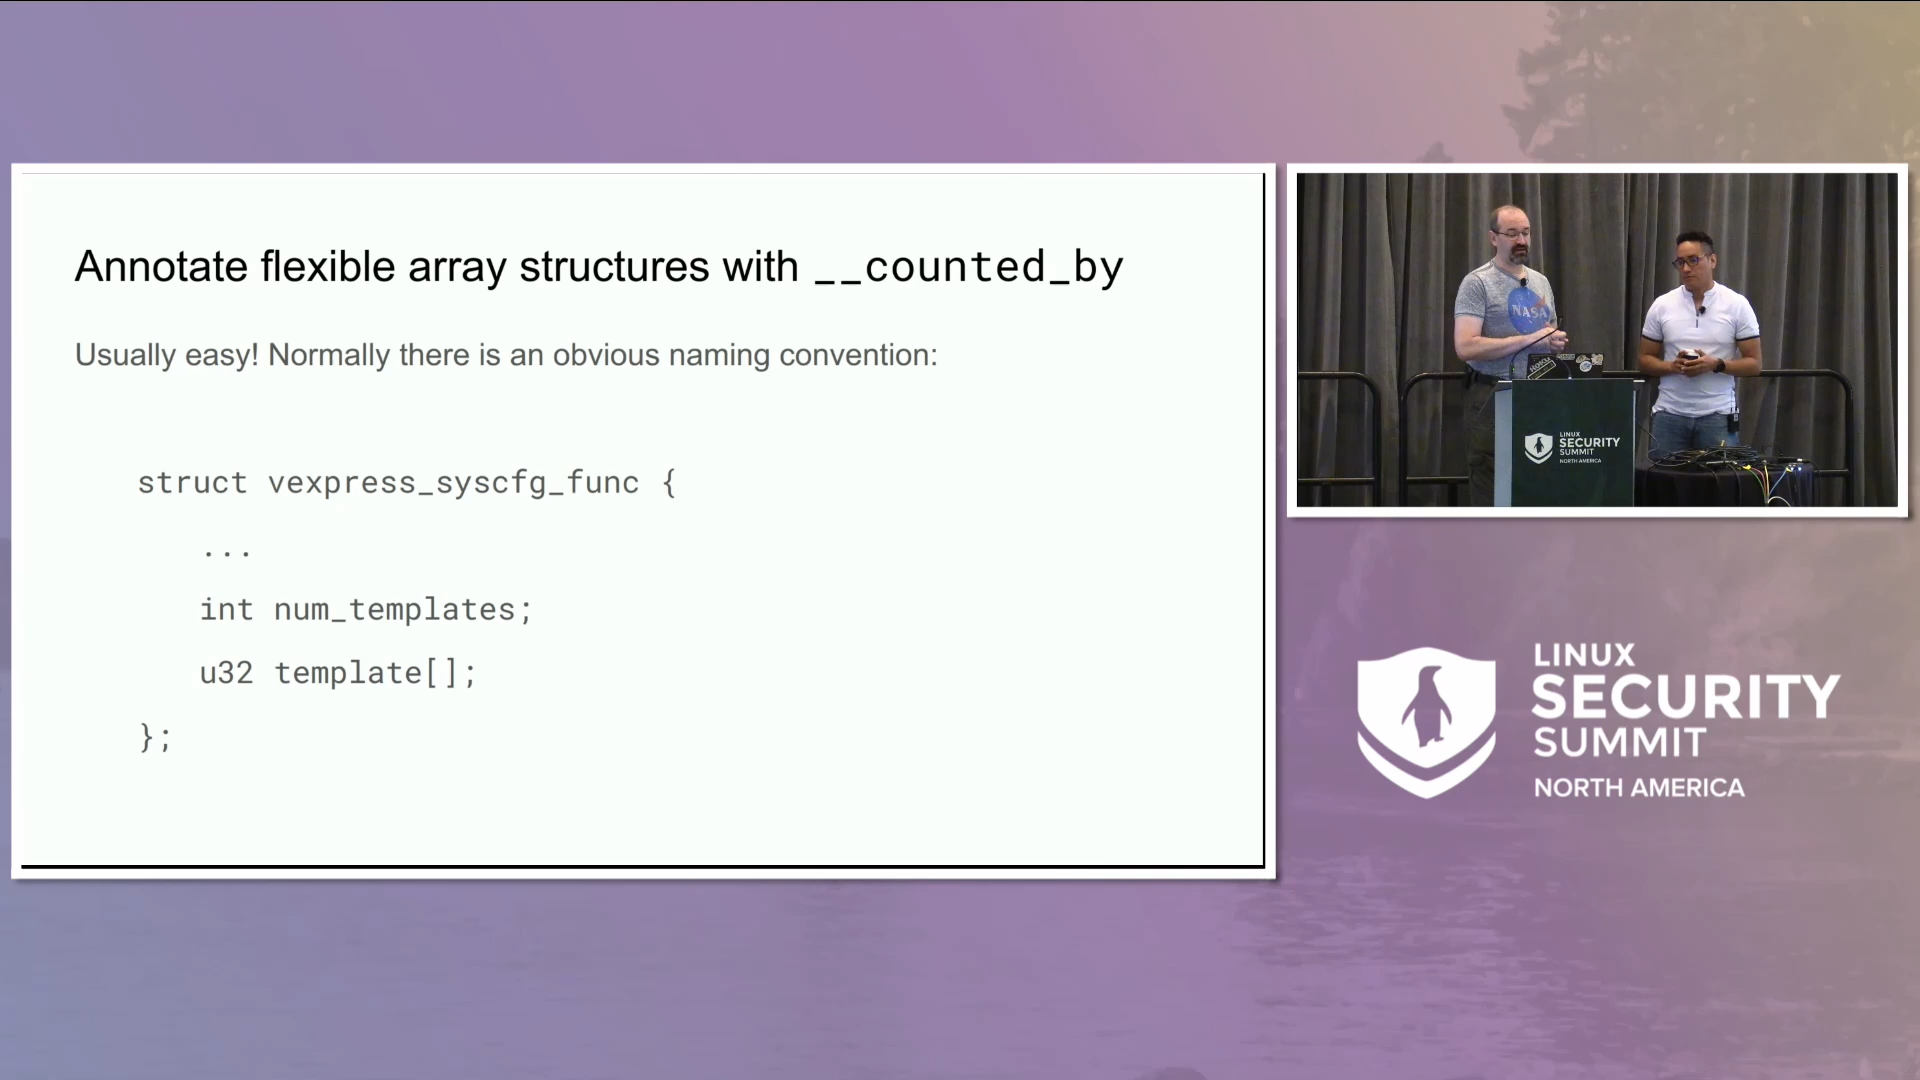 Annotate flexible array structures with __counted_by
Usually easy! Normally there is an obvious naming convention:
struct vexpress_syscfg_func {
...
int num_templates;
u32 template[];
};
NASA
LINUX
SECURITY
SUMMIT
NORTH AMERICA
LINUX
SECURITY
SUMMIT
NORTH AMERICA